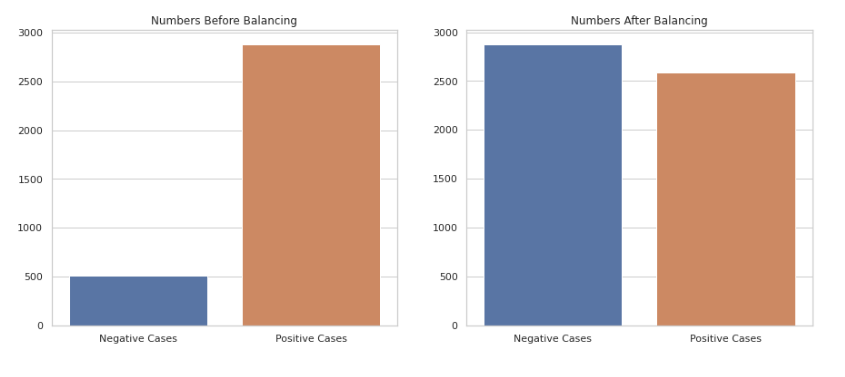 Numbers Before Balancing
3000
2500
2000
1500
1000
500
0
Negative Cases
Positive Cases
Numbers After Balancing
3000
2500
2000
1500
1000
500
0
Negative Cases
Positive Cases